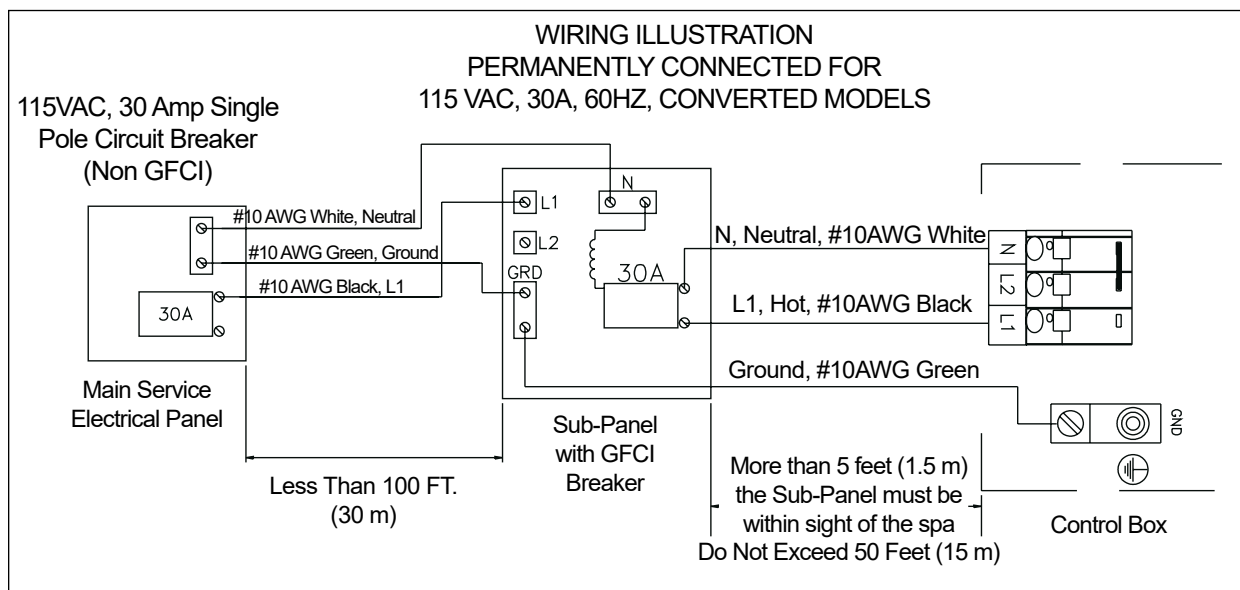 WIRING ILLUSTRATION
PERMANENTLY CONNECTED FOR
115 VAC, 30A, 60HZ, CONVERTED MODELS
115VAC, 30 Amp Single
Pole Circuit Breaker
(Non GFCI)
#10 AWG White, Neutral
#10 AWG Green, Ground
#10 AWG Black, L1
30A
Main Service
Electrical Panel
Less Than 100 FT.
(30 m)
L1
N
L2
GRD
30A
Sub-Panel
with GFCI
Breaker
N, Neutral, #10AWG White
L1, Hot, #10AWG Black
Ground, #10AWG Green
More than 5 feet (1.5 m)
the Sub-Panel must be
within sight of the spa
Do Not Exceed 50 Feet (15 m)
N
L2
L1
GND
Control Box